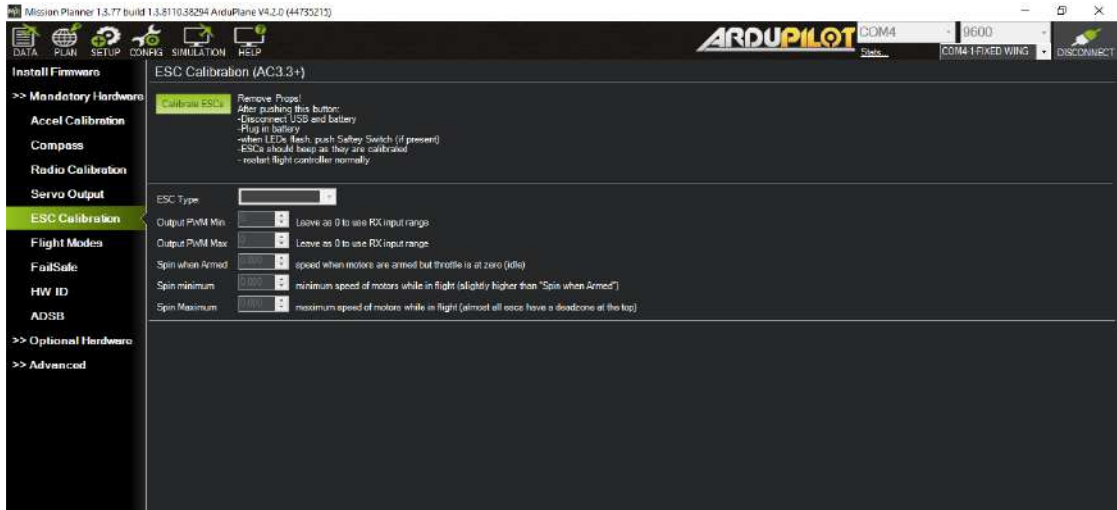 Mission Planner 1.3.77 build 1.3.8110.38294 ArduPlane V4.2.0 (44735215)
DATA PLAN SETUP CONFIG SIMULATION HELP
ARDUPILOT
COM4 9600
Stats... COM4-1-FIXED WING DISCONNECT
Install Firmware
>> Mandatory Hardware
Accel Calibration
Compass
Radio Calibration
Servo Output
ESC Calibration
Flight Modes
FailSafe
HW ID
ADSB
>> Optional Hardware
>> Advanced
ESC Calibration (AC3.3+)
Calibrate ESCs
Remove Props!
After pushing this button:
-Disconnect USB and battery
-Plug in battery
-when LEDs flash, push Saftey Switch (if present)
-ESCs should beep as they are calibrated
- restart flight controller normally
ESC Type:
Output PWM Min 0 Leave as 0 to use RX input range
Output PWM Max 0 Leave as 0 to use RX input range
Spin when Armed 0.000 speed when motors are armed but throttle is at zero (idle)
Spin minimum 0.000 minimum speed of motors while in flight (slightly higher than "Spin when Armed")
Spin Maximum 0.000 maximum speed of motors while in flight (almost all escs have a deadzone at the top)